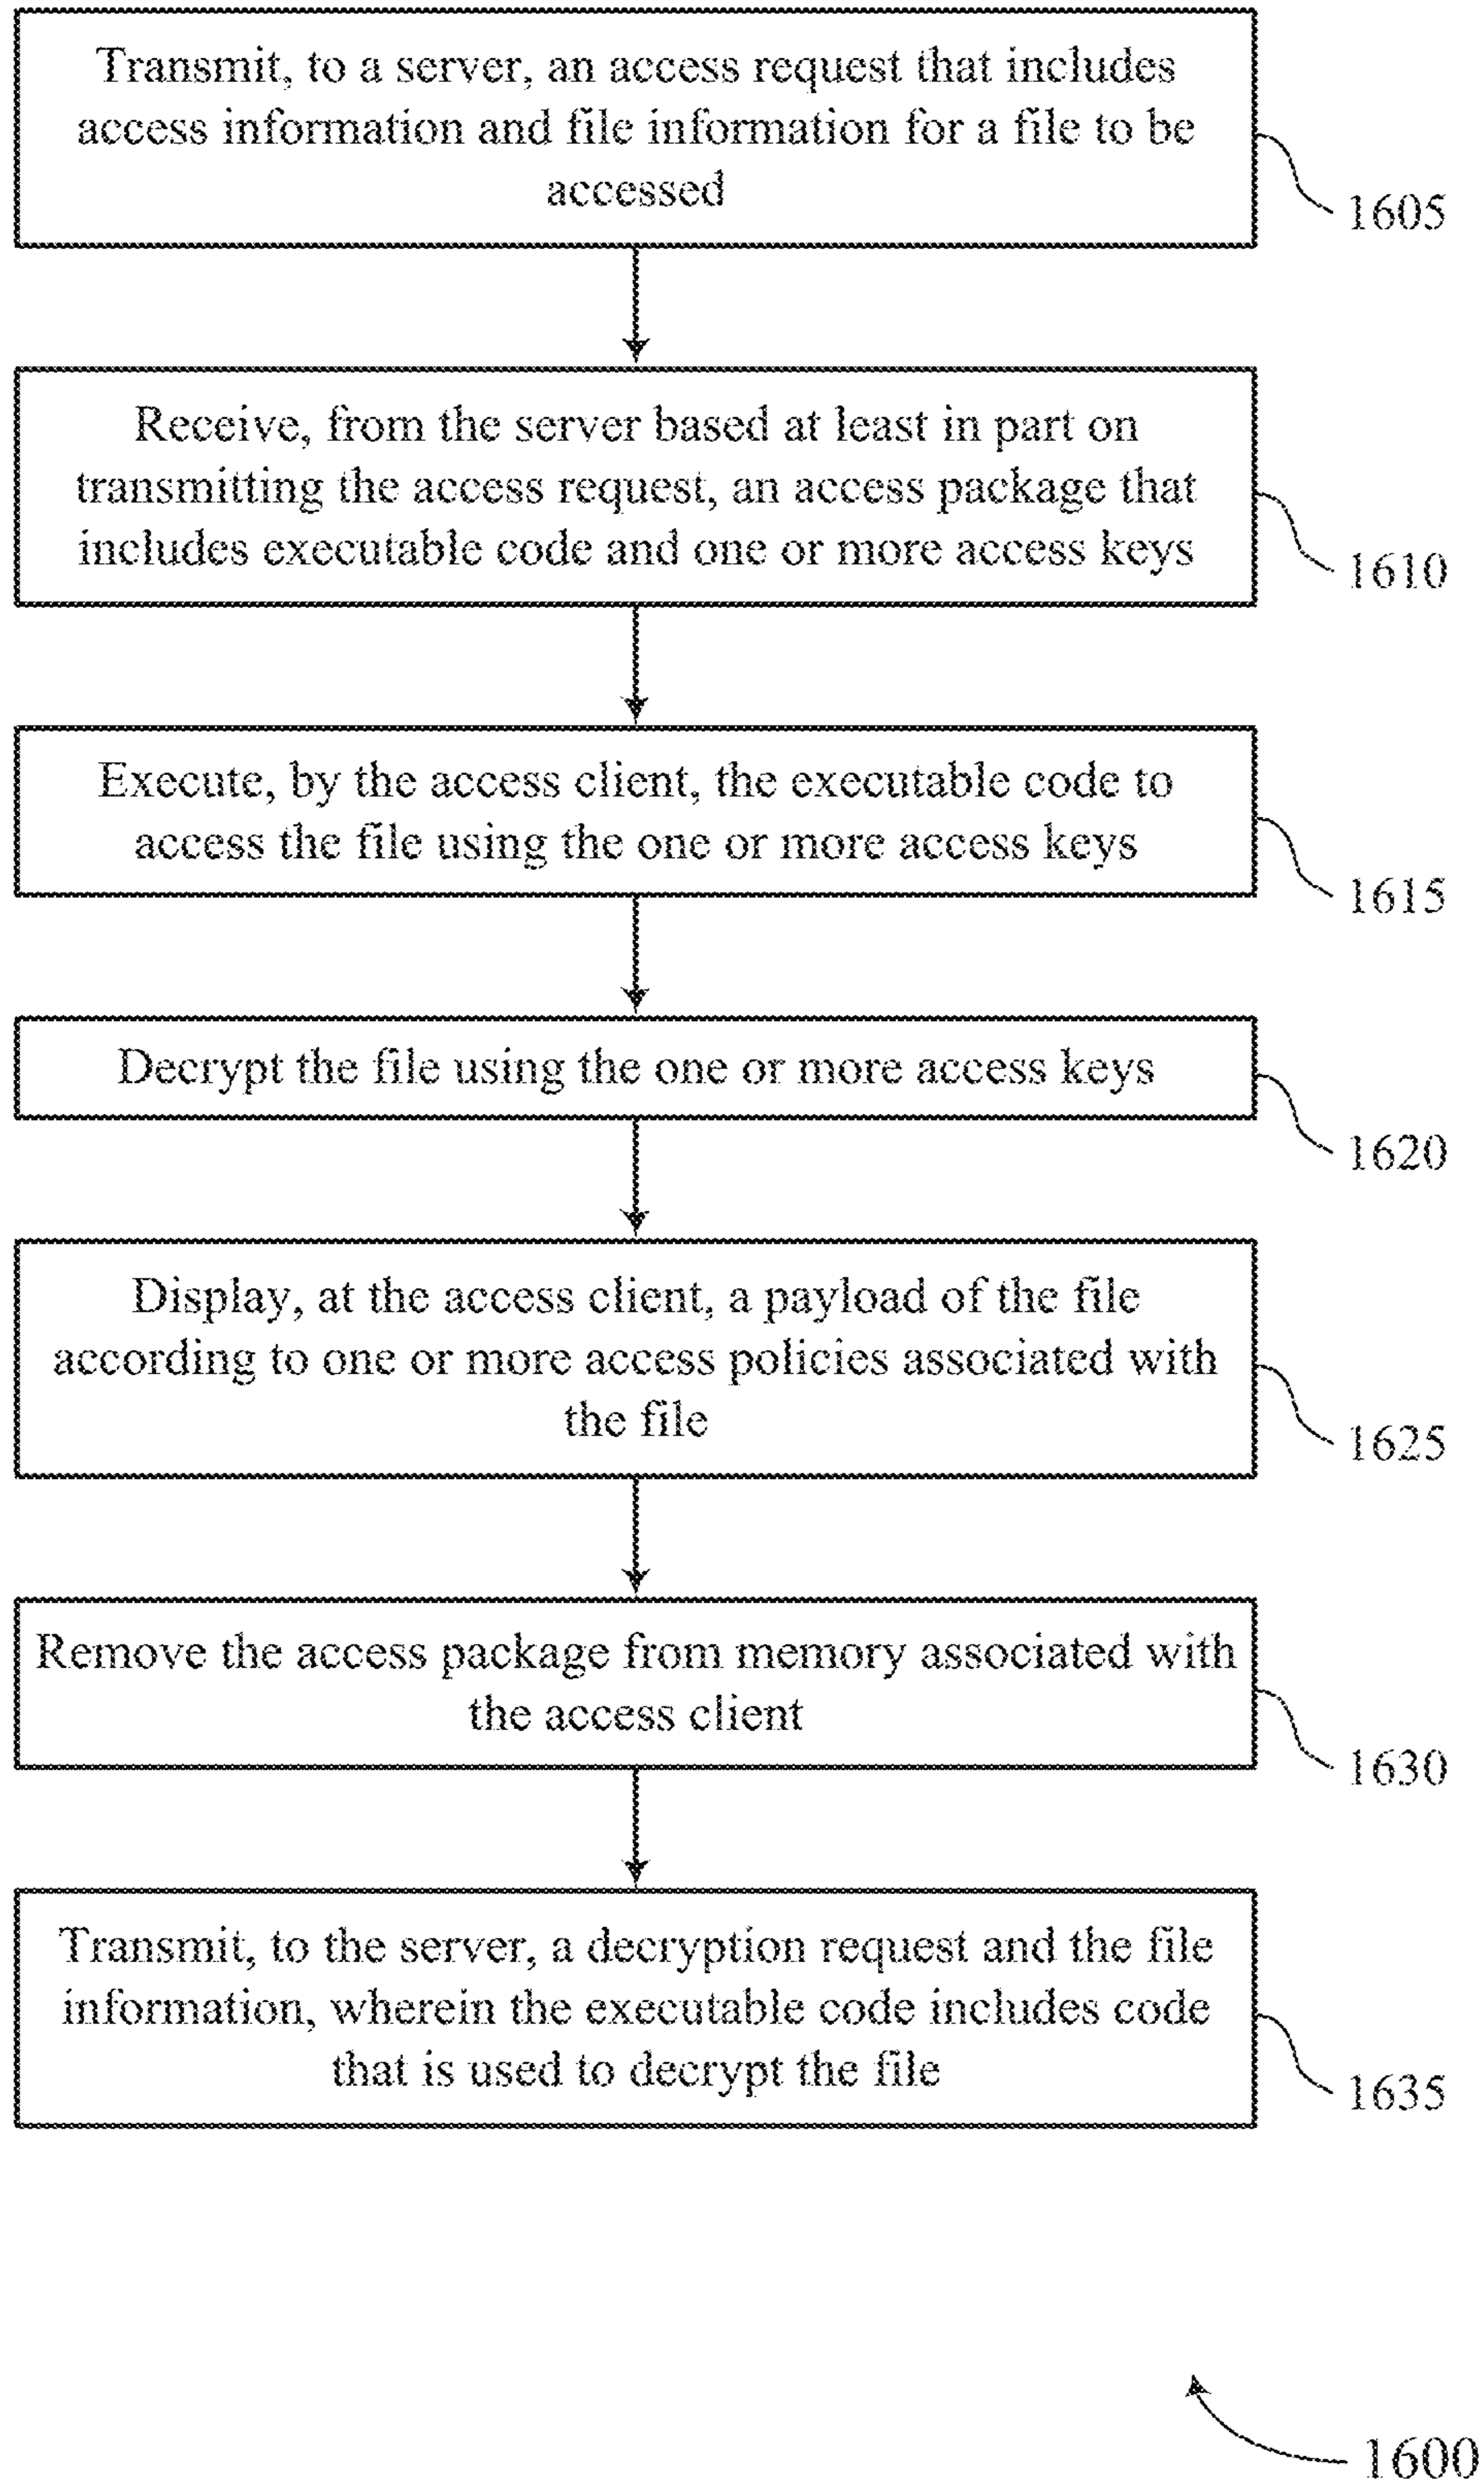 Transmit, to a server, an access request that includes
access information and file information for a file to be
accessed
1605
Receive, from the server based at least in part on
transmitting the access request, an access package that
includes executable code and one or more access keys
1610
Execute, by the access client, the executable code to
access the file using the one or more access keys
1615
Decrypt the file using the one or more access keys
1620
Display, at the access client, a payload of the file
according to one or more access policies associated with
the file
1625
Remove the access package from memory associated with
the access client
1630
Transmit, to the server, a decryption request and the file
information, wherein the executable code includes code
that is used to decrypt the file
1635
1600